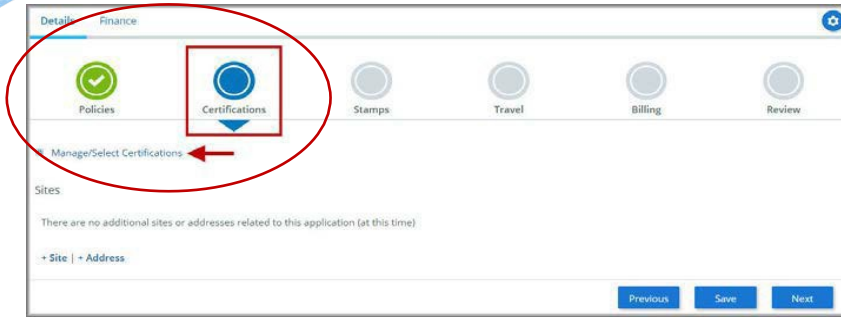 Details Finance
Policies Certifications Stamps Travel Billing Review
Manage/Select Certifications
Sites
There are no additional sites or addresses related to this application (at this time)
+ Site | + Address
Previous Save Next